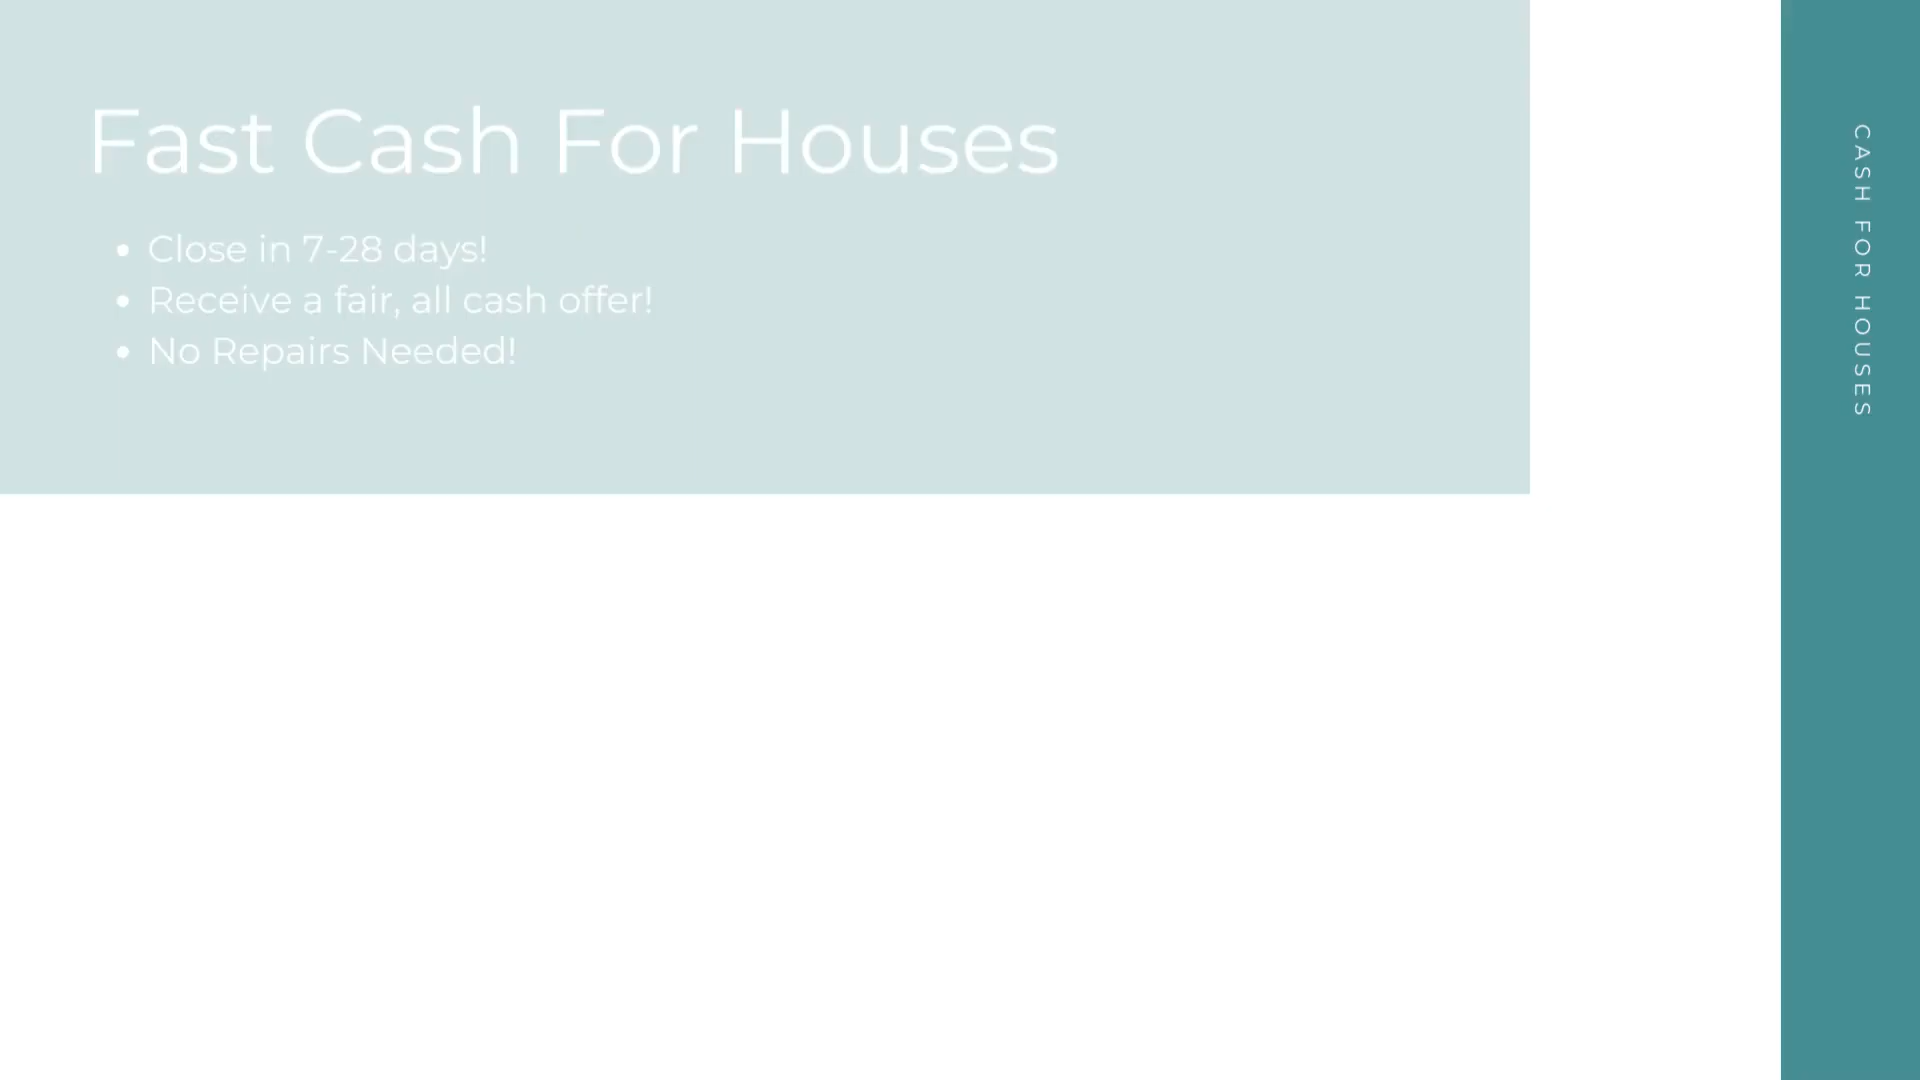 Fast Cash For Houses
• Close in 7-28 days!
• Receive a fair, all cash offer!
• No Repairs Needed!
CASH FOR HOUSES